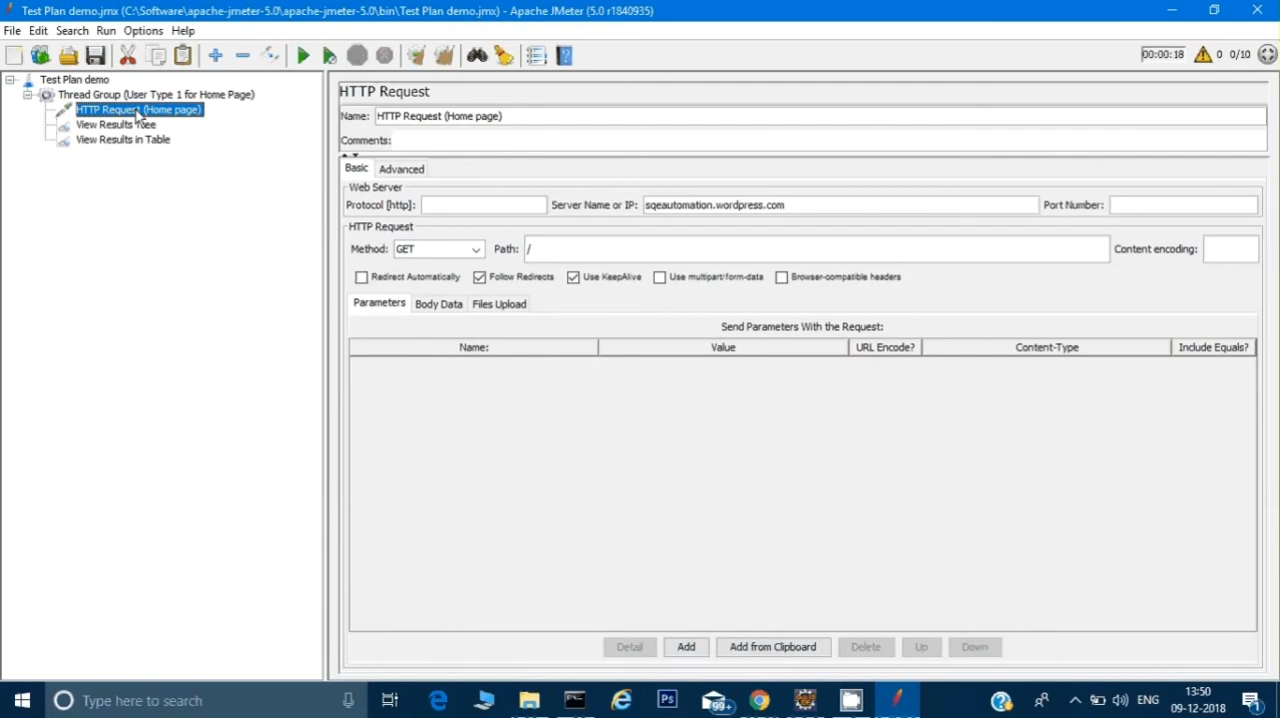 Test Plan demo.jmx (C:\Software\apache-jmeter-5.0\apache-jmeter-5.0\bin\Test Plan demo.jmx) - Apache JMeter (5.0 r1840935)
File Edit Search Run Options Help
00:00:18 0 0/10
Test Plan demo
Thread Group (User Type 1 for Home Page)
HTTP Request (Home page)
View Results Tree
View Results in Table
HTTP Request
Name: HTTP Request (Home page)
Comments:
Basic Advanced
Web Server
Protocol [http]: Server Name or IP: sqeautomation.wordpress.com Port Number:
HTTP Request
Method: GET Path: / Content encoding:
Redirect Automatically Follow Redirects Use KeepAlive Use multipart/form-data Browser-compatible headers
Parameters Body Data Files Upload
Send Parameters With the Request:
Name: Value URL Encode? Content-Type Include Equals?
Detail Add Add from Clipboard Delete Up Down
Type here to search 99+ ENG 13:50
09-12-2018 1